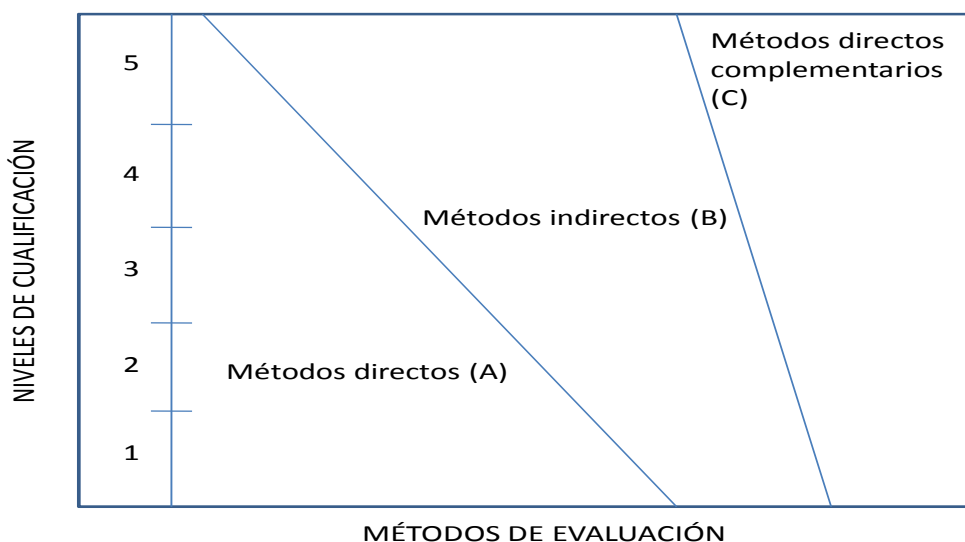 NIVELES DE CUALIFICACIÓN
5
4
3
2
1
Métodos directos
complementarios
(C)
Métodos indirectos (B)
Métodos directos (A)
MÉTODOS DE EVALUACIÓN